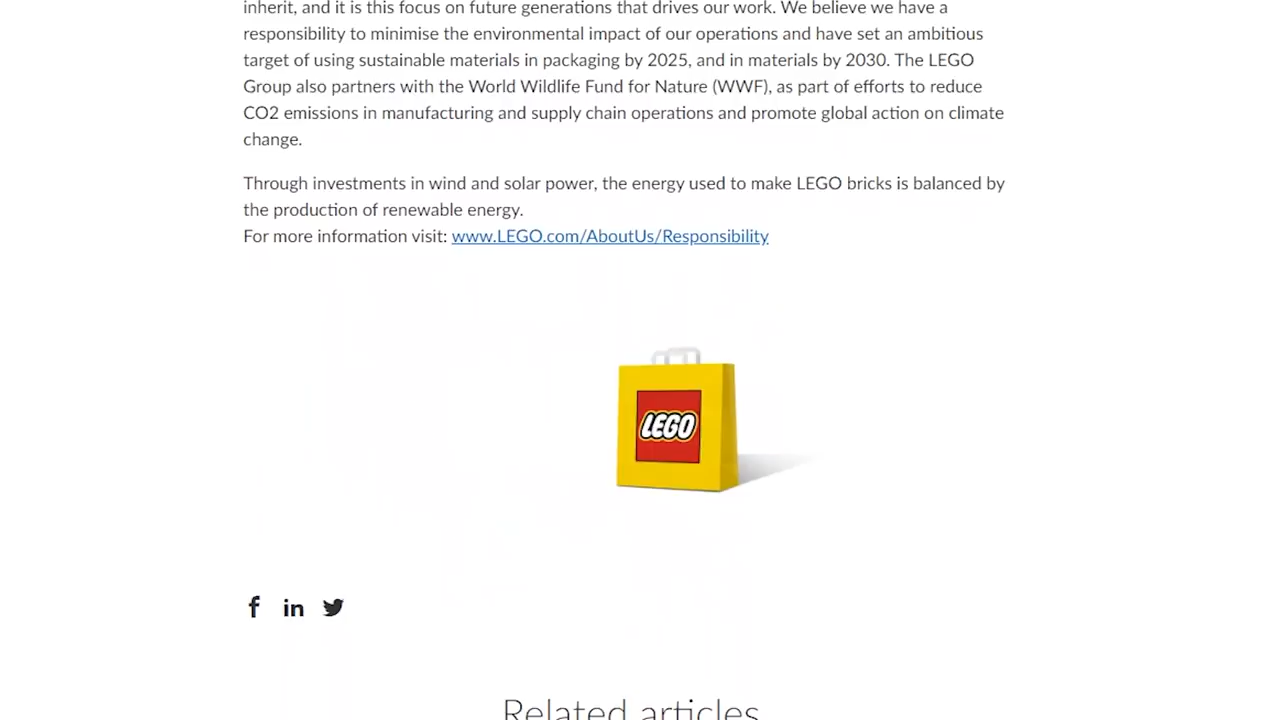 inherit, and it is this focus on future generations that drives our work. We believe we have a
responsibility to minimise the environmental impact of our operations and have set an ambitious
target of using sustainable materials in packaging by 2025, and in materials by 2030. The LEGO
Group also partners with the World Wildlife Fund for Nature (WWF), as part of efforts to reduce
CO2 emissions in manufacturing and supply chain operations and promote global action on climate
change.
Through investments in wind and solar power, the energy used to make LEGO bricks is balanced by
the production of renewable energy.
For more information visit: www.LEGO.com/AboutUs/Responsibility
LEGO
f in
Related articles